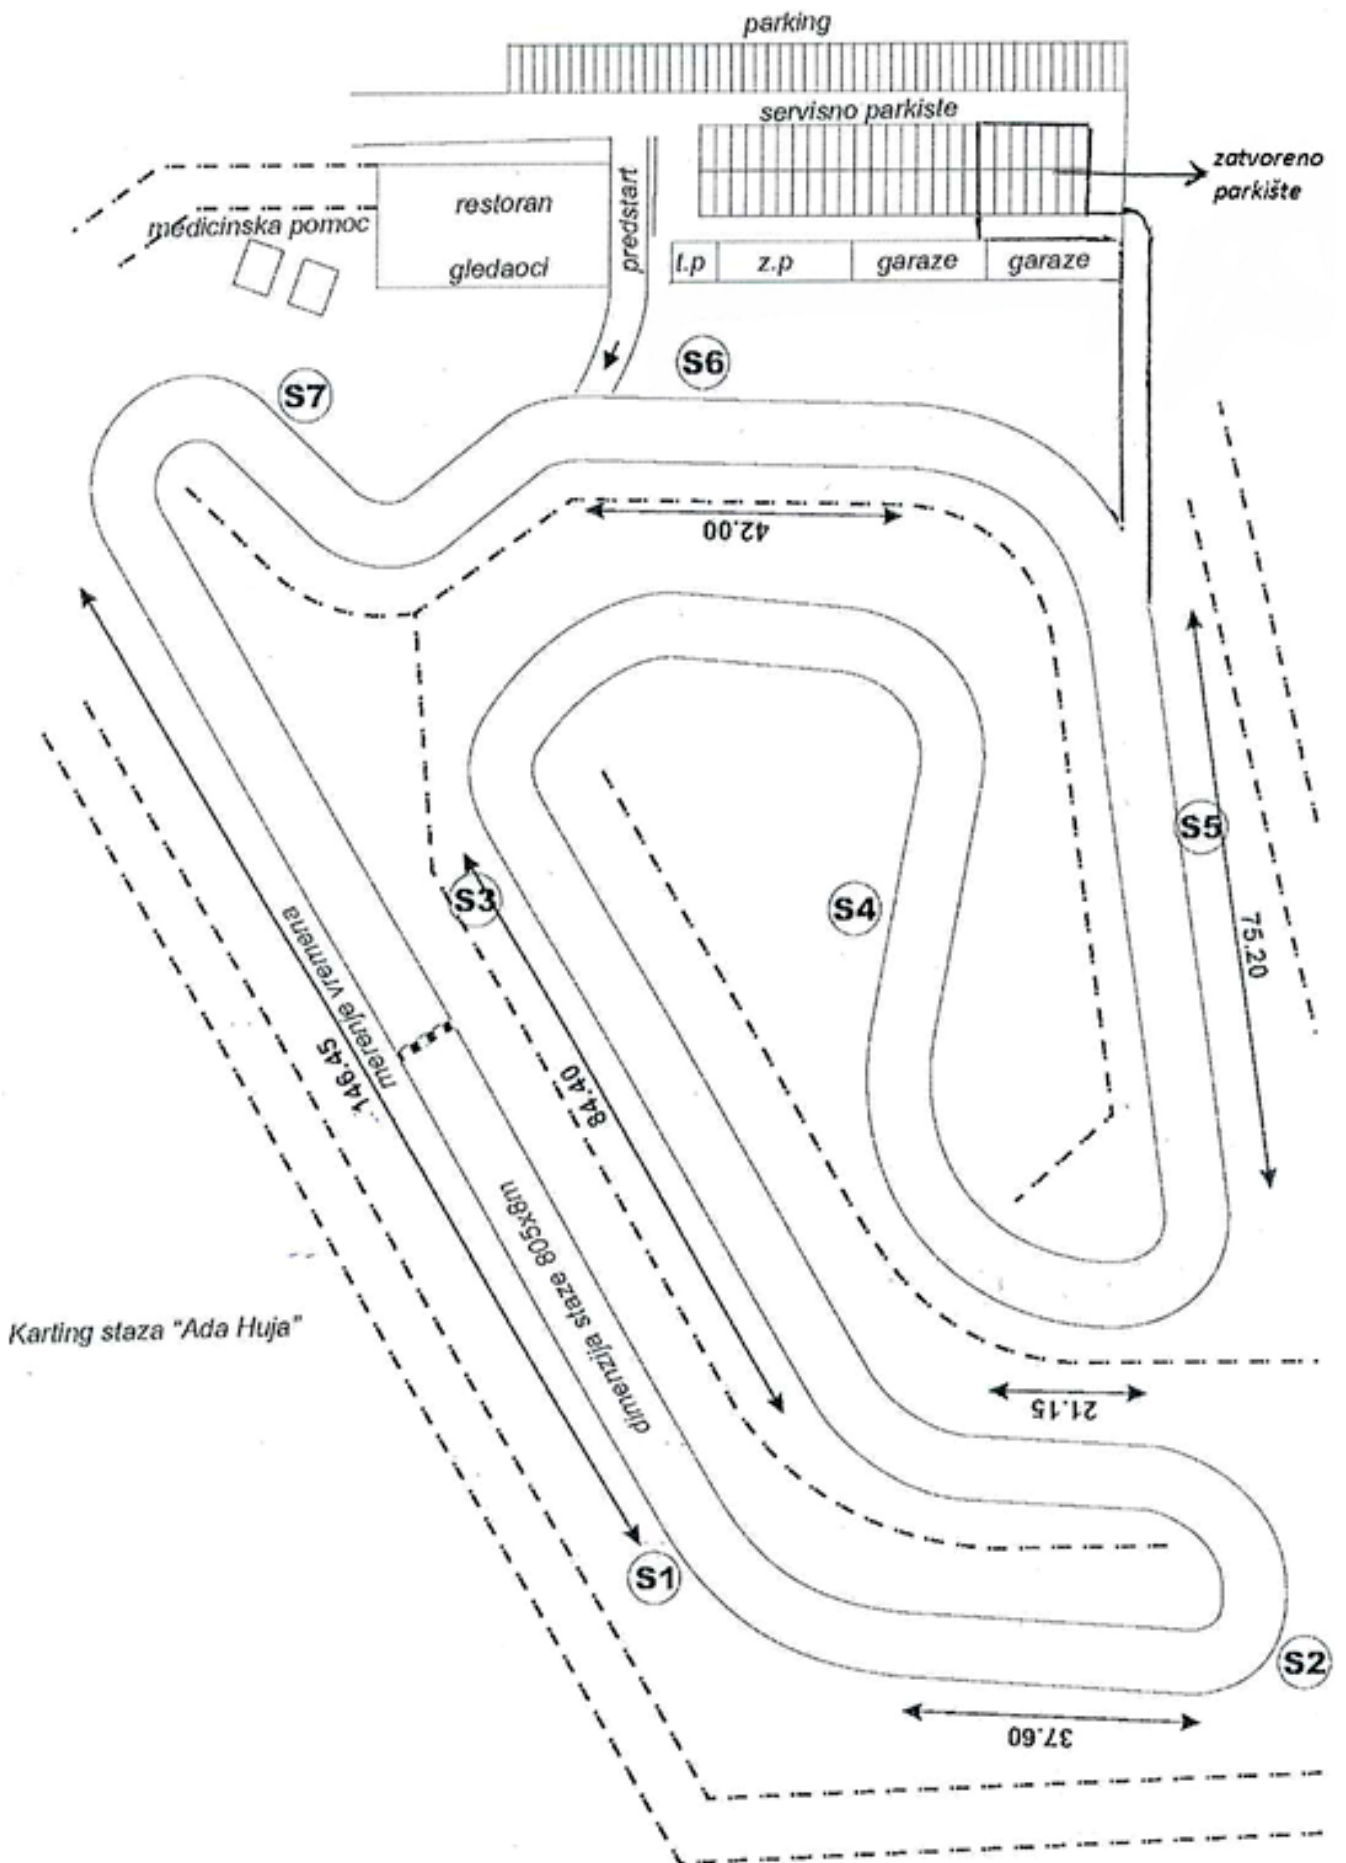 parking
servisno parkiste
zatvoreno
parkište
restoran
predstart
medicinska pomoc
gledaoci
t.p
z.p
garaze
garaze
S6
S7
42.00
S5
S3
S4
75.20
merenje vremena
146.45
84.40
dimenzija staze 805x8m
Karting staza "Ada Huja"
21.15
S1
S2
37.60